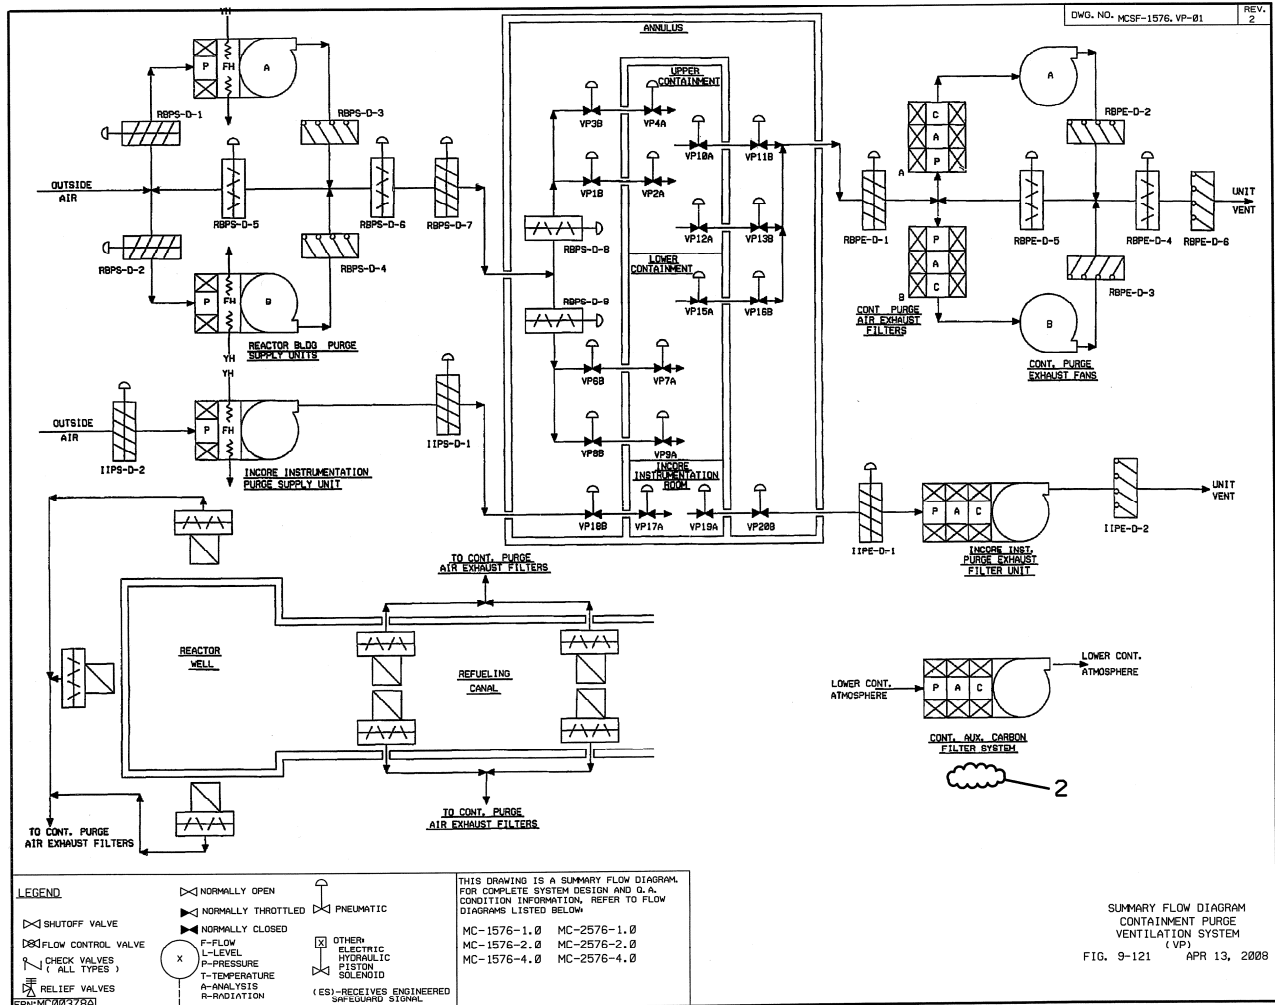 DWG. NO. MCSF-1576.VP-01
REV.
2
ANNULUS
UPPER
CONTAINMENT
YH
P
FH
A
RBPS-D-1
RBPS-D-3
OUTSIDE
AIR
RBPS-D-5
RBPS-D-6
RBPS-D-7
RBPS-D-2
RBPS-D-4
P
FH
B
REACTOR BLDG PURGE
SUPPLY UNITS
YH
YH
VP3B
VP4A
VP10A
VP11B
VP1B
VP2A
RBPS-D-8
VP12A
VP13B
LOWER
CONTAINMENT
RBPS-D-9
VP15A
VP16B
VP6B
VP7A
VP8B
VP9A
INCORE
INSTRUMENTATION
ROOM
VP18B
VP17A
VP19A
VP20B
A
RBPE-D-2
C
A
P
A
RBPE-D-1
RBPE-D-5
RBPE-D-4
RBPE-D-6
UNIT
VENT
P
A
C
B
CONT PURGE
AIR EXHAUST
FILTERS
RBPE-D-3
B
CONT. PURGE
EXHAUST FANS
OUTSIDE
AIR
IIPS-D-2
P
FH
IIPS-D-1
INCORE INSTRUMENTATION
PURGE SUPPLY UNIT
IIPE-D-1
P A C
INCORE INST.
PURGE EXHAUST
FILTER UNIT
IIPE-D-2
UNIT
VENT
TO CONT. PURGE
AIR EXHAUST FILTERS
REACTOR
WELL
REFUELING
CANAL
TO CONT. PURGE
AIR EXHAUST FILTERS
TO CONT. PURGE
AIR EXHAUST FILTERS
LOWER CONT.
ATMOSPHERE
P A C
LOWER CONT.
ATMOSPHERE
CONT. AUX. CARBON
FILTER SYSTEM
2
LEGEND
SHUTOFF VALVE
FLOW CONTROL VALVE
CHECK VALVES
( ALL TYPES )
RELIEF VALVES
NORMALLY OPEN
NORMALLY THROTTLED
NORMALLY CLOSED
X
F-FLOW
L-LEVEL
P-PRESSURE
T-TEMPERATURE
A-ANALYSIS
R-RADIATION
PNEUMATIC
X
OTHER:
ELECTRIC
HYDRAULIC
PISTON
SOLENOID
(ES)-RECEIVES ENGINEERED
SAFEGUARD SIGNAL
THIS DRAWING IS A SUMMARY FLOW DIAGRAM.
FOR COMPLETE SYSTEM DESIGN AND Q.A.
CONDITION INFORMATION, REFER TO FLOW
DIAGRAMS LISTED BELOW:
MC-1576-1.0 MC-2576-1.0
MC-1576-2.0 MC-2576-2.0
MC-1576-4.0 MC-2576-4.0
SUMMARY FLOW DIAGRAM
CONTAINMENT PURGE
VENTILATION SYSTEM
(VP)
FIG. 9-121 APR 13, 2008